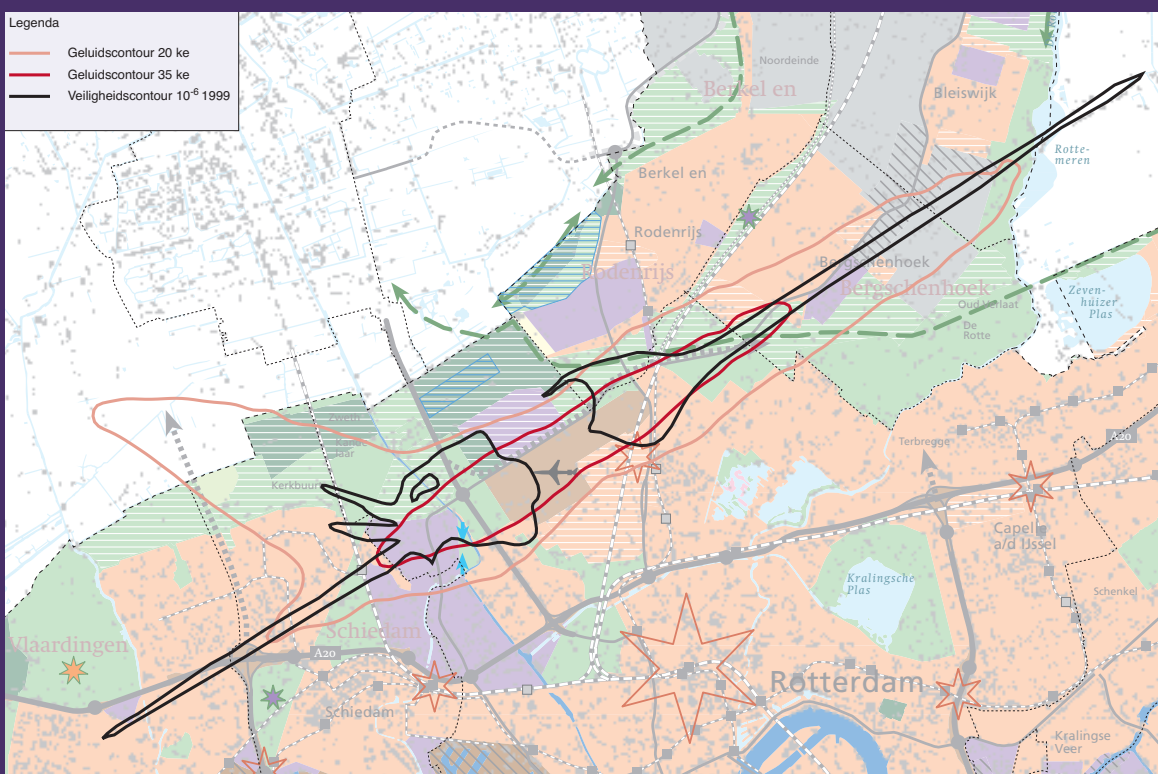 Legenda
Geluidscontour 20 ke
Geluidscontour 35 ke
Veiligheidscontour 10⁻⁶ 1999
Noordeinde
Berkel en
Bleiswijk
Rotte-
meren
Berkel en
Rodenrijs
Rodenrijs
Bergschenhoek
Bergschenhoek
Oud Verlaat
De
Rotte
Zeven-
huizer
Plas
Zweth
Kandelaar
Kerkbuurt
Terbregge
A20
Capelle
a/d IJssel
Kralingsche
Plas
Schenkel
Vlaardingen
Schiedam
A20
Rotterdam
Schiedam
Kralingse
Veer